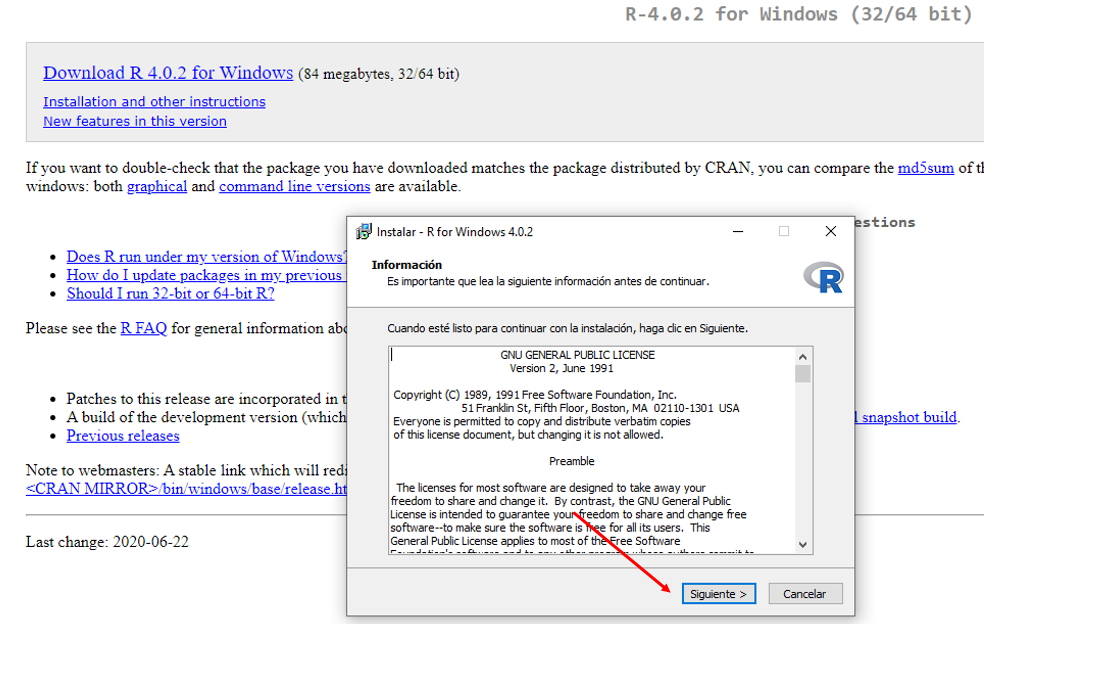 R-4.0.2 for Windows (32/64 bit)
Download R 4.0.2 for Windows (84 megabytes, 32/64 bit)
Installation and other instructions
New features in this version
If you want to double-check that the package you have downloaded matches the package distributed by CRAN, you can compare the md5sum of
windows: both graphical and command line versions are available.
estions
Does R run under my version of Windows?
How do I update packages in my previous
Should I run 32-bit or 64-bit R?
Please see the R FAQ for general information
Patches to this release are incorporated in
A build of the development version (which snapshot build.
Previous releases
Note to webmasters: A stable link which will
<CRAN MIRROR>/bin/windows/base/release.
Last change: 2020-06-22
Instalar - R for Windows 4.0.2
Información
Es importante que lea la siguiente información antes de continuar.
R
Cuando esté listo para continuar con la instalación, haga clic en Siguiente.
GNU GENERAL PUBLIC LICENSE
Version 2, June 1991
Copyright (C) 1989, 1991 Free Software Foundation, Inc.
51 Franklin St, Fifth Floor, Boston, MA 02110-1301 USA
Everyone is permitted to copy and distribute verbatim copies
of this license document, but changing it is not allowed.
Preamble
The licenses for most software are designed to take away your
freedom to share and change it. By contrast, the GNU General Public
License is intended to guarantee your freedom to share and change free
software--to make sure the software is free for all its users. This
General Public License applies to most of the Free Software
Foundation's software and to any other program whose authors commit to
Siguiente >
Cancelar